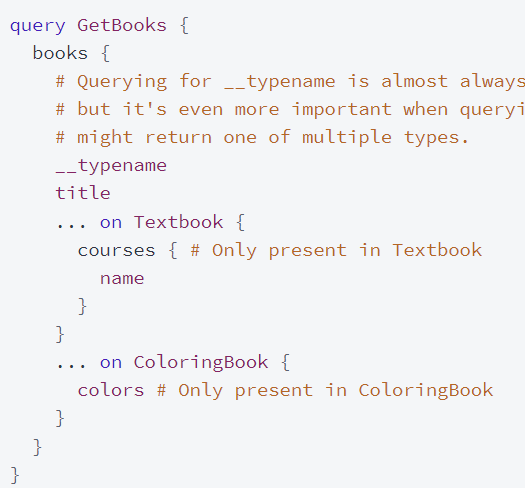 query GetBooks {
books {
# Querying for __typename is almost always
# but it's even more important when
# might return one of multiple types.
__typename
title
... on Textbook {
courses { # Only present in Textbook
name
}
}
... on ColoringBook {
colors # Only present in ColoringBook
}
}
}